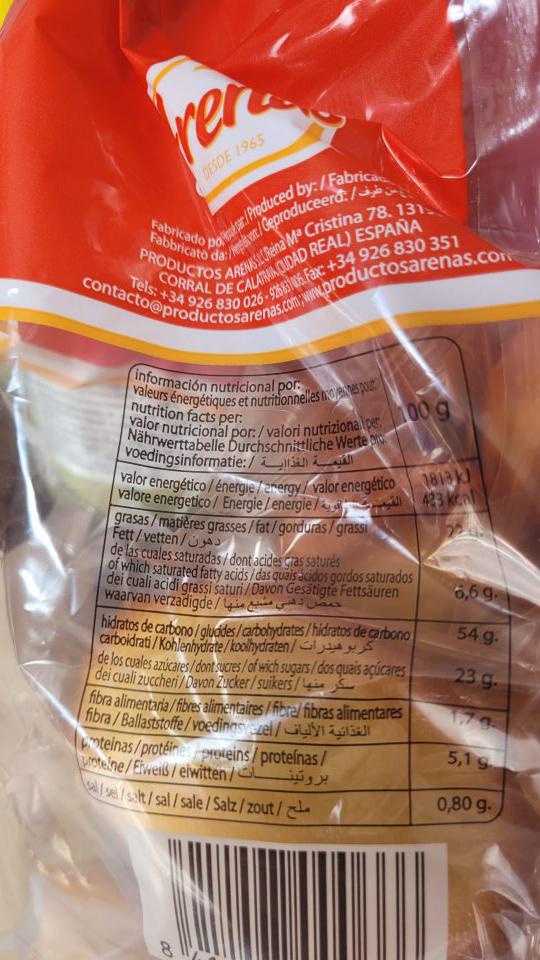 DESDE 1965
Produced by: / Fabricado
Fabbricato da: / Geproduceerd: /
PRODUCTOS ARENAS, Reina Mª Cristina 78.
CORRAL DE CALATRAVA (CIUDAD REAL) ESPAÑA
Tels: +34 926 830 026 - Fax: +34 926 830 351
contacto@productosarenas.com, www.productosarenas.com
información nutricional por:
valeurs énergétiques et nutritionnelles moyennes pour:
nutrition facts per:
valor nutricional por: / valori nutrizionali per:
Nährwerttabelle Durchschnittliche Werte pro:
voedingsinformatie: / القيمة الغذائية
100 g
valor energético / énergie / energy / valor energético
valore energetico / Energie / energie /
1813 kJ
433 kcal
grasas / matières grasses / fat / gorduras / grassi
Fett / vetten / دهون
de las cuales saturadas / dont acides gras saturés
of which saturated fatty acids / das quais ácidos gordos saturados
dei cuali acidi grassi saturi / Davon Gesätigte Fettsäuren
waarvan verzadigde / حمض دهني مشبع منها
6,6 g.
hidratos de carbono / glucides / carbohydrates / hidratos de carbono
carboidrati / Kohlenhydrate / koolhydraten / كربوهيدرات
54 g.
de los cuales azúcares / dont sucres / of wich sugars / dos quais açúcares
dei cuali zuccheri / Davon Zucker / suikers / سكر منها
23 g.
fibra alimentaria / fibres alimentaires / fibre / fibras alimentares
fibra / Ballaststoffe / voedingsvezel / الغذائية الألياف
1,7 g.
proteínas / protéines / proteins / proteínas /
proteine / Eiweiß / eiwitten / بروتينات
5,1 g.
sal / sel / salt / sal / sale / Salz / zout / ملح
0,80 g.
8